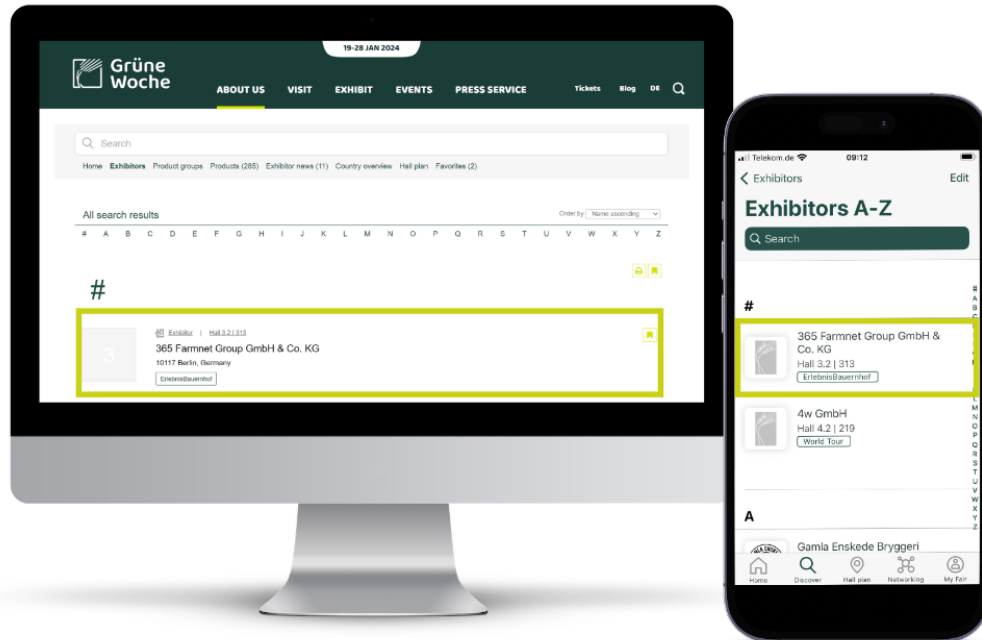 19-28 JAN 2024
Grüne
Woche
ABOUT US VISIT EXHIBIT EVENTS PRESS SERVICE Tickets Blog DE
Search
Home Exhibitors Product groups Products (285) Exhibitor news (11) Country overview Hall plan Favorites (2)
All search results
Order by Name ascending
# A B C D E F G H I J K L M N O P Q R S T U V W X Y Z
#
3
Exhibitor | Hall 3.2 | 313
365 Farmnet Group GmbH & Co. KG
10117 Berlin, Germany
ErlebnisBauernhof
Telekom.de 09:12
Exhibitors Edit
Exhibitors A-Z
Search
#
365 Farmnet Group GmbH &
Co. KG
Hall 3.2 | 313
ErlebnisBauernhof
4w GmbH
Hall 4.2 | 219
World Tour
A
Gamla Enskede Bryggeri
#
A
B
C
L
M
N
O
P
Q
R
S
T
U
V
W
X
Y
Z
Home Discover Hall plan Networking My Fair